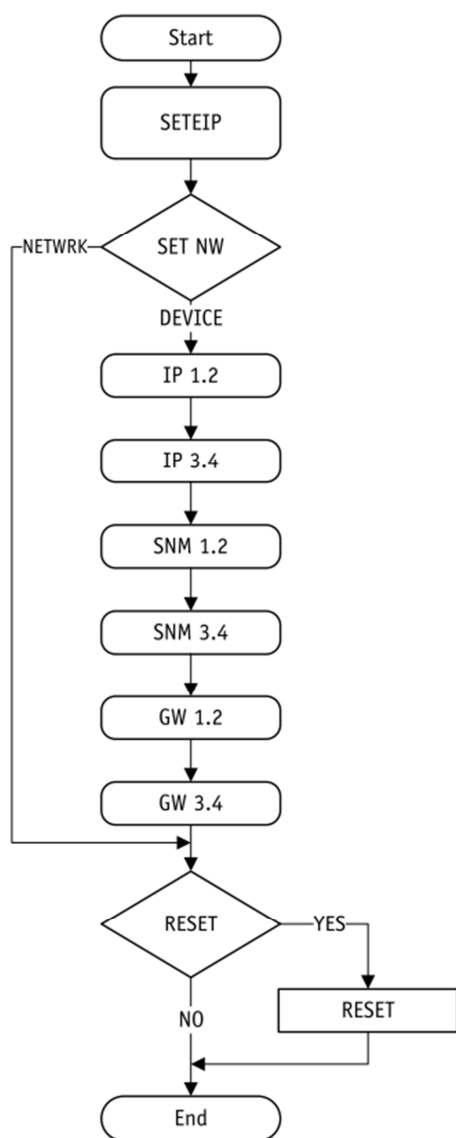 Start
SETEIP
SET NW
NETWRK
DEVICE
IP 1.2
IP 3.4
SNM 1.2
SNM 3.4
GW 1.2
GW 3.4
RESET
YES
RESET
NO
End